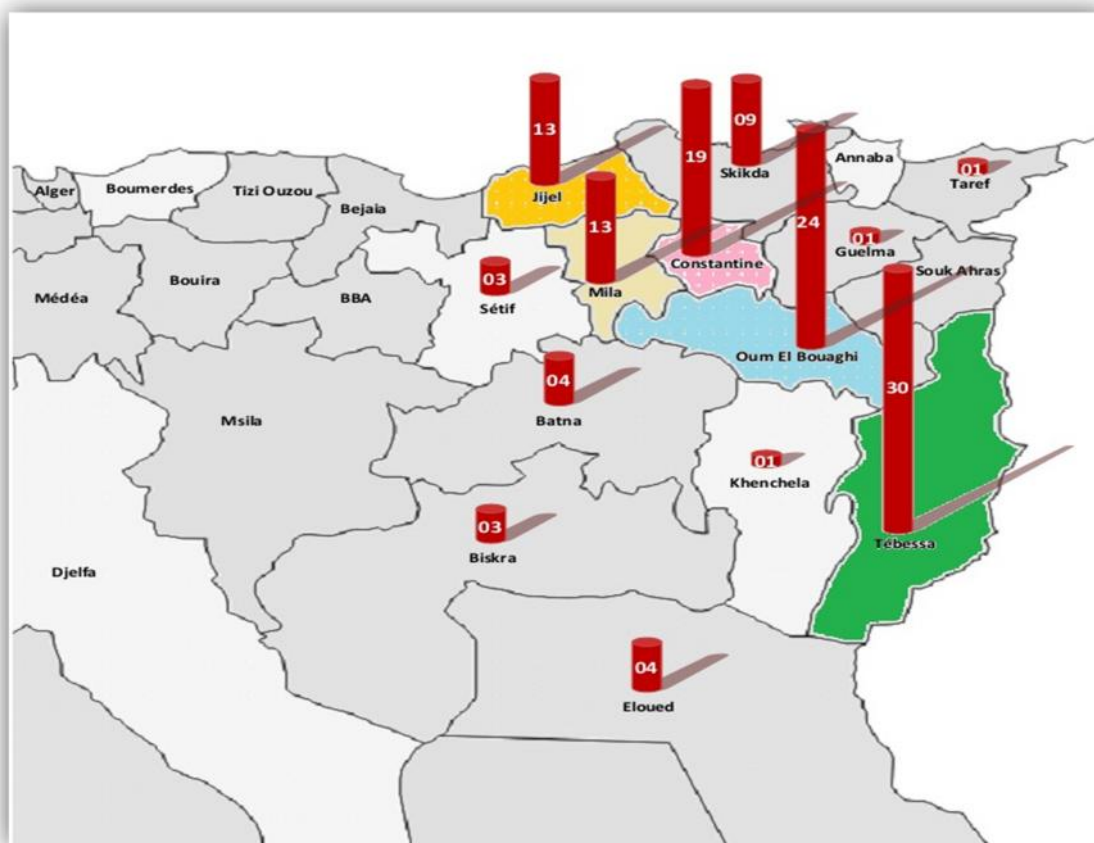 13
19
09
Annaba
01
Taref
Alger
Boumerdes
Tizi Ouzou
Bejaia
Jijel
Skikda
13
24
01
Guelma
Médéa
Bouira
BBA
03
Sétif
Mila
Constantine
Souk Ahras
Oum El Bouaghi
30
04
Batna
Msila
01
Khenchela
03
Biskra
Tébessa
Djelfa
04
Eloued